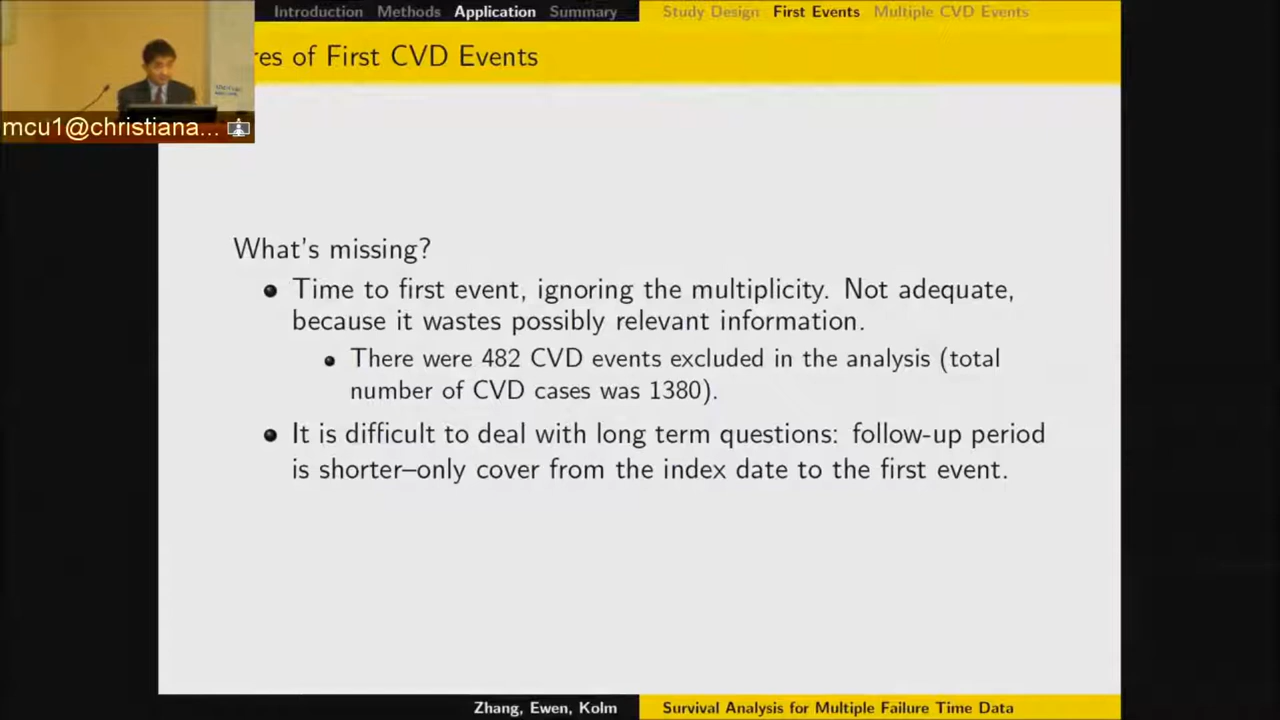 Introduction Methods Application Summary Study Design First Events Multiple CVD Events
res of First CVD Events
mcu1@christiana...
What's missing?
Time to first event, ignoring the multiplicity. Not adequate,
because it wastes possibly relevant information.
There were 482 CVD events excluded in the analysis (total
number of CVD cases was 1380).
It is difficult to deal with long term questions: follow-up period
is shorter–only cover from the index date to the first event.
Zhang, Ewen, Kolm Survival Analysis for Multiple Failure Time Data